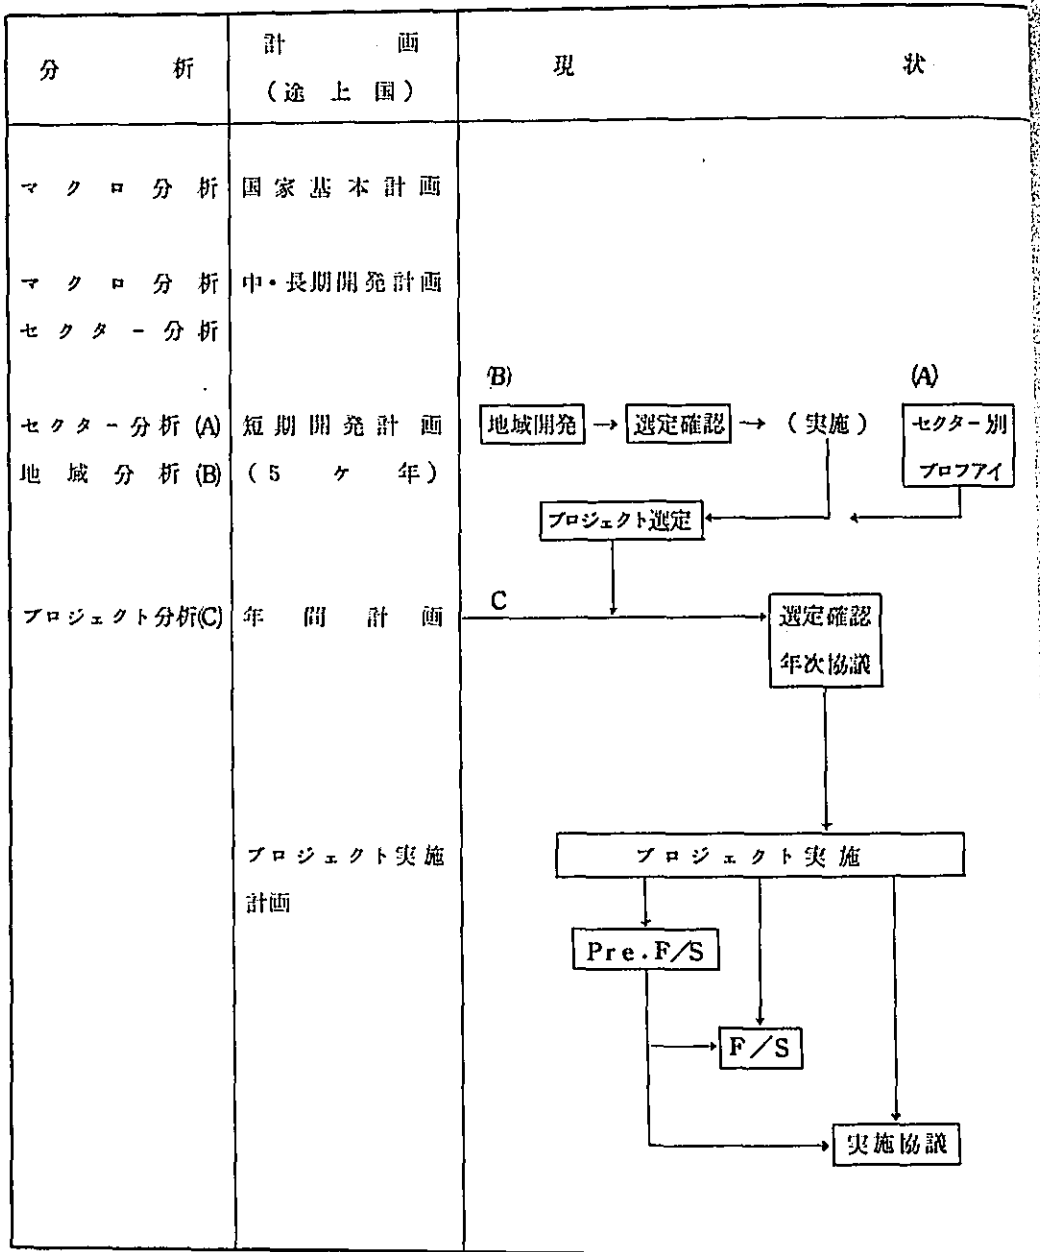 分析
計画
(途上国)
現状
マクロ分析
国家基本計画
マクロ分析
中・長期開発計画
セクター分析
(B)
(A)
セクター分析(A)
短期開発計画
地域開発
→
選定確認
→
(実施)
セクター別
プロフアイ
地域分析(B)
(5ヶ年)
プロジェクト選定
プロジェクト分析(C)
年間計画
C
選定確認
年次協議
プロジェクト実施
計画
プロジェクト実施
Pre.F/S
F/S
実施協議